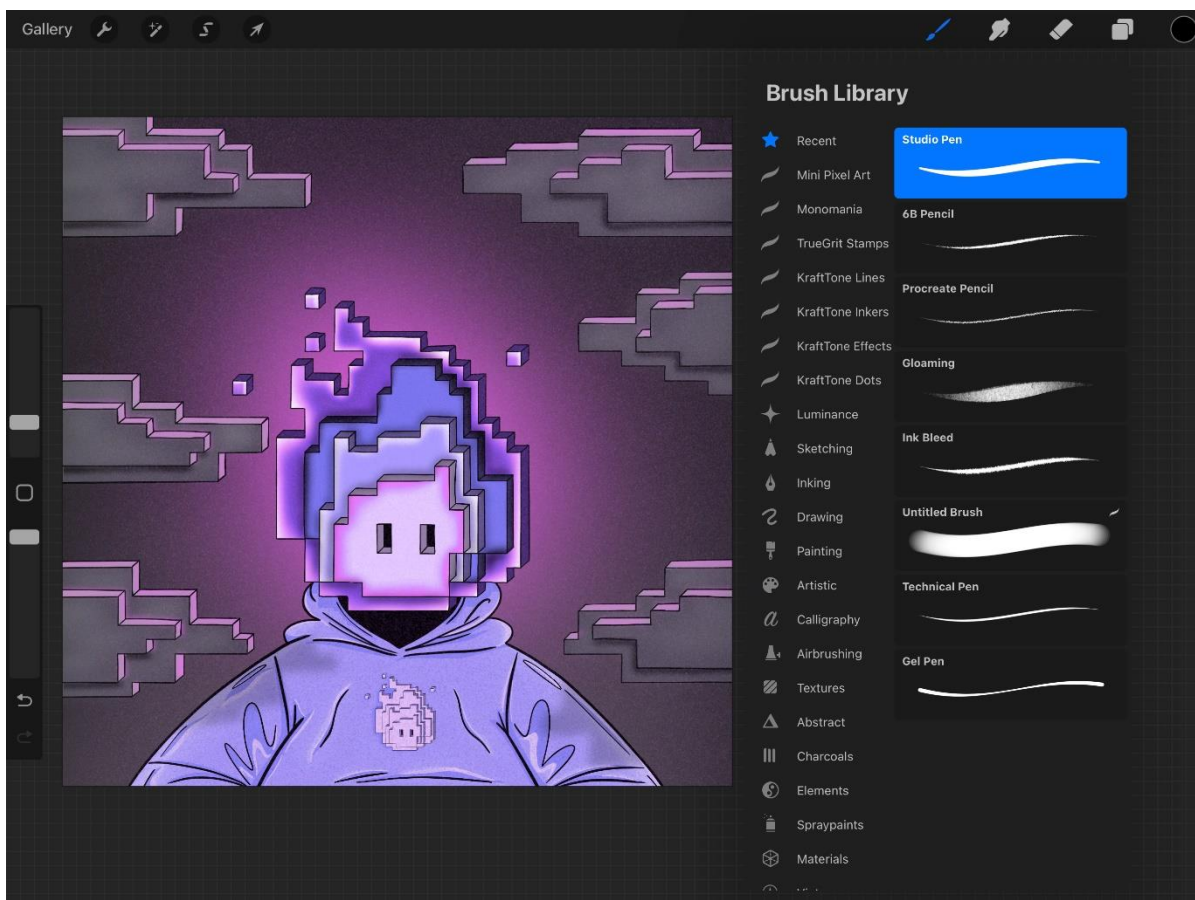 Gallery
Brush Library
Recent
Mini Pixel Art
Monomania
TrueGrit Stamps
KraftTone Lines
KraftTone Inkers
KraftTone Effects
KraftTone Dots
Luminance
Sketching
Inking
Drawing
Painting
Artistic
Calligraphy
Airbrushing
Textures
Abstract
Charcoals
Elements
Spraypaints
Materials
Studio Pen
6B Pencil
Procreate Pencil
Gloaming
Ink Bleed
Untitled Brush
Technical Pen
Gel Pen